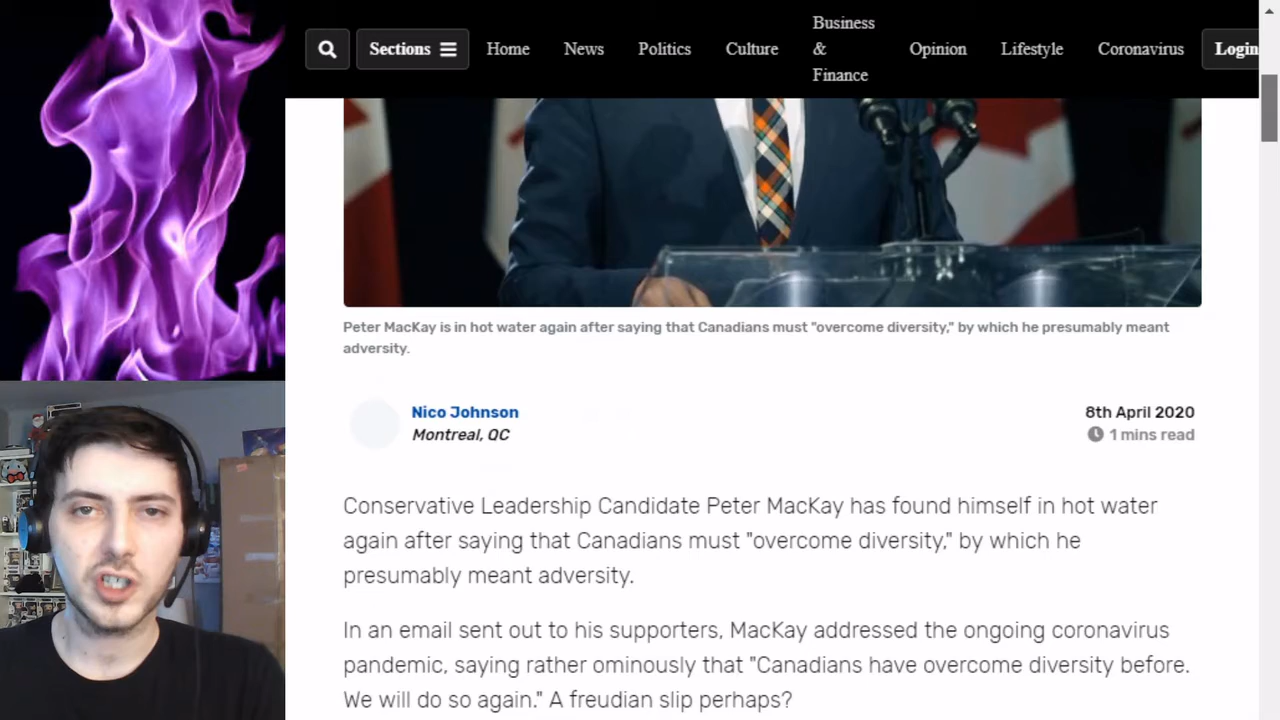 Sections
Home
News
Politics
Culture
Business
&
Finance
Opinion
Lifestyle
Coronavirus
Login
Peter MacKay is in hot water again after saying that Canadians must "overcome diversity," by which he presumably meant
adversity.
Nico Johnson
Montreal, QC
8th April 2020
1 mins read
Conservative Leadership Candidate Peter MacKay has found himself in hot water
again after saying that Canadians must "overcome diversity," by which he
presumably meant adversity.
In an email sent out to his supporters, MacKay addressed the ongoing coronavirus
pandemic, saying rather ominously that "Canadians have overcome diversity before.
We will do so again." A freudian slip perhaps?